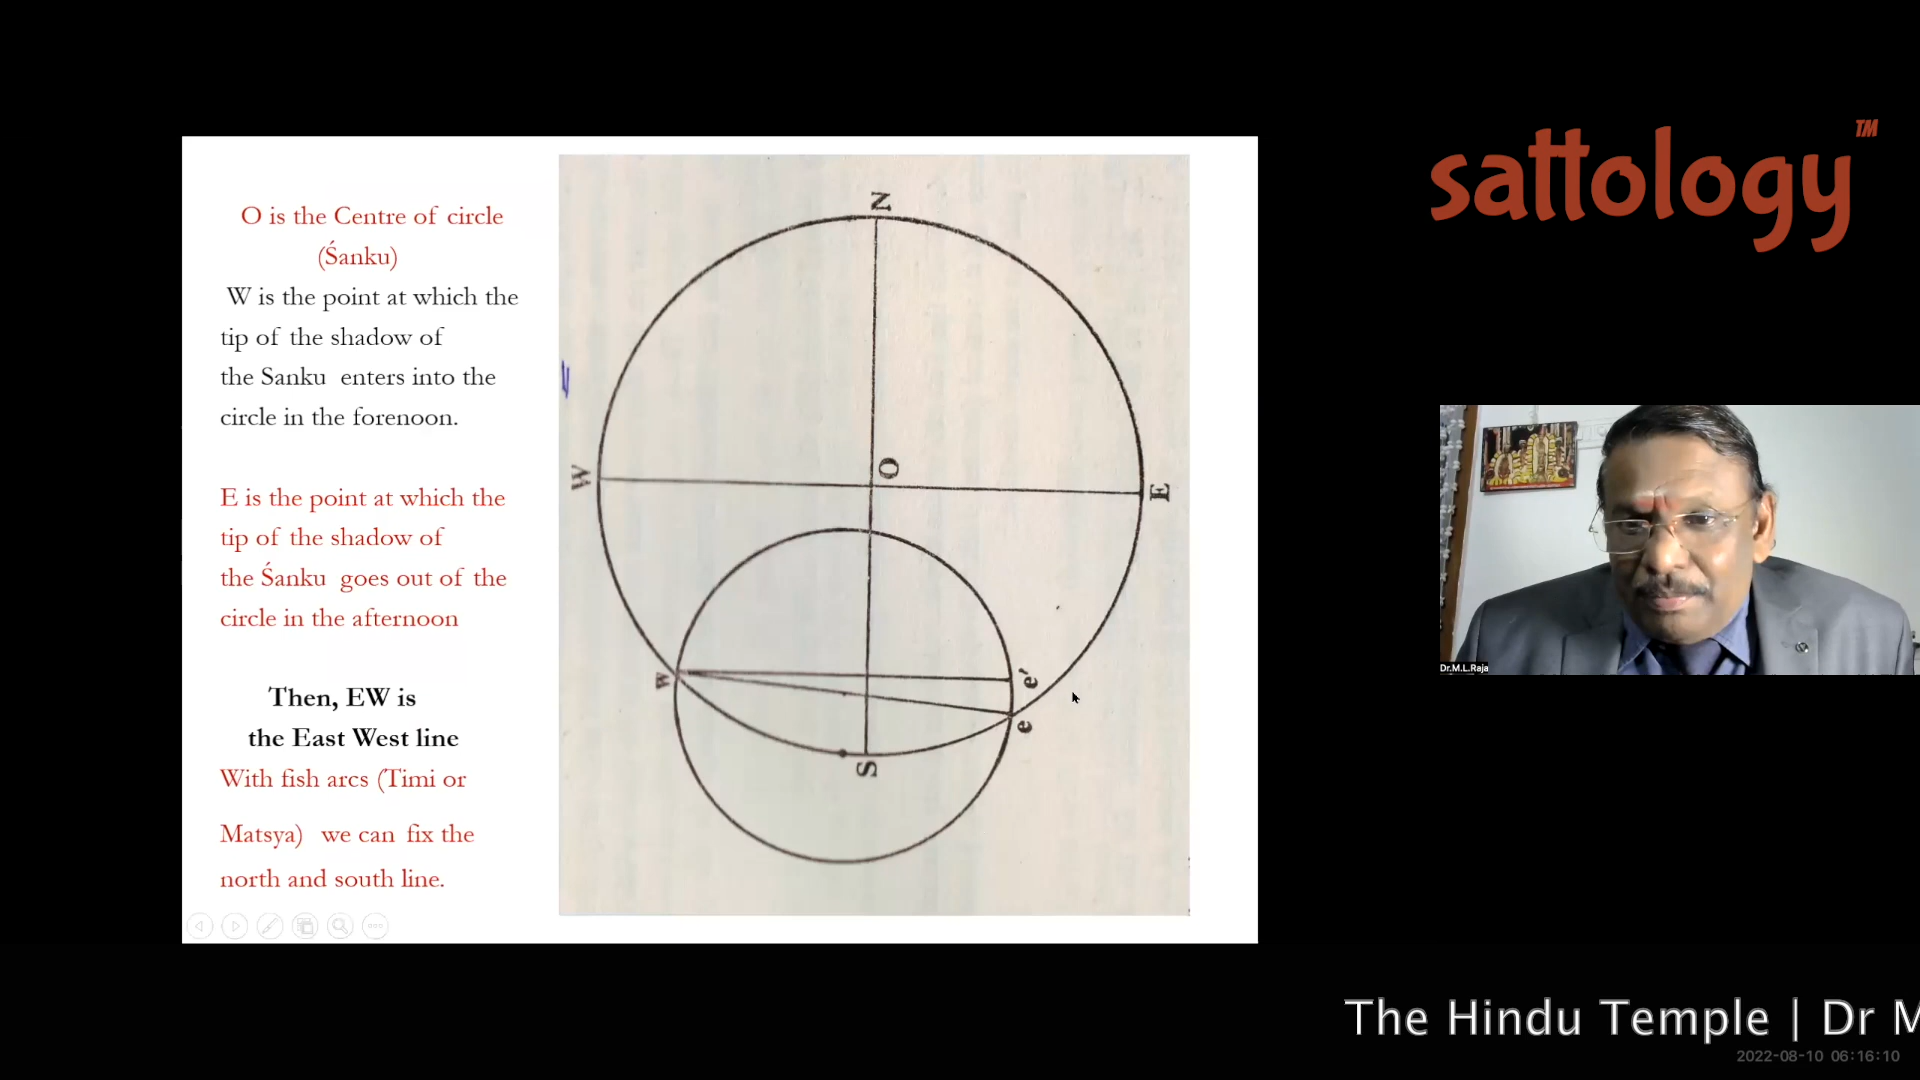 O is the Centre of circle
(Śanku)
W is the point at which the
tip of the shadow of
the Sanku enters into the
circle in the forenoon.
E is the point at which the
tip of the shadow of
the Śanku goes out of the
circle in the afternoon
Then, EW is
the East West line
With fish arcs (Timi or
Matsya) we can fix the
north and south line.
N
W
O
E
w
e'
e
S
sattology™
Dr.M.L.Raja
The Hindu Temple | Dr M
2022-08-10 06:16:10